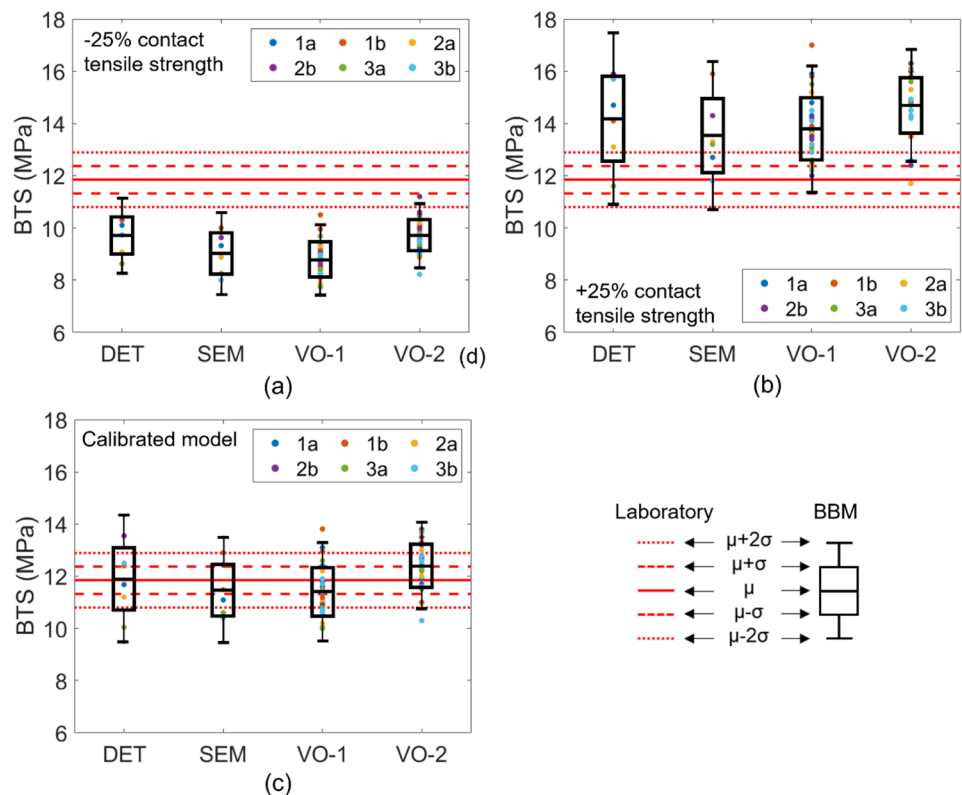 18
16
14
12
10
8
6
BTS (MPa)
-25% contact
tensile strength
1a 1b 2a
2b 3a 3b
DET SEM VO-1 VO-2 (d)
(a)
18
16
14
12
10
8
6
BTS (MPa)
+25% contact
tensile strength
1a 1b 2a
2b 3a 3b
DET SEM VO-1 VO-2
(b)
18
16
14
12
10
8
6
BTS (MPa)
Calibrated model
1a 1b 2a
2b 3a 3b
DET SEM VO-1 VO-2
(c)
Laboratory BBM
μ+2σ
μ+σ
μ
μ-σ
μ-2σ